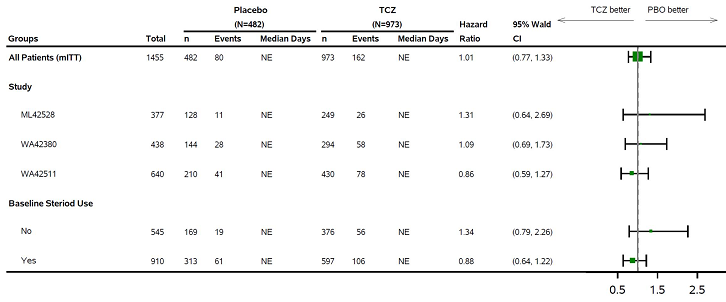 Placebo TCZ TCZ better PBO better
(N=482) (N=973) Hazard 95% Wald
Groups Total n Events Median Days n Events Median Days Ratio CI
All Patients (mITT) 1455 482 80 NE 973 162 NE 1.01 (0.77, 1.33)
Study
ML42528 377 128 11 NE 249 26 NE 1.31 (0.64, 2.69)
WA42380 438 144 28 NE 294 58 NE 1.09 (0.69, 1.73)
WA42511 640 210 41 NE 430 78 NE 0.86 (0.59, 1.27)
Baseline Steriod Use
No 545 169 19 NE 376 56 NE 1.34 (0.79, 2.26)
Yes 910 313 61 NE 597 106 NE 0.88 (0.64, 1.22)
0.5 1.5 2.5